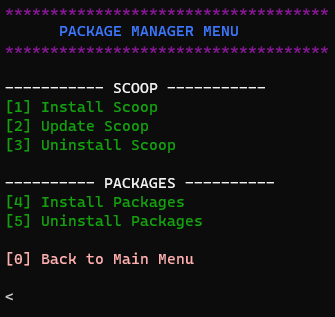 ************************************
PACKAGE MANAGER MENU
************************************
----------- SCOOP -----------
[1] Install Scoop
[2] Update Scoop
[3] Uninstall Scoop
---------- PACKAGES ----------
[4] Install Packages
[5] Uninstall Packages
[0] Back to Main Menu
<